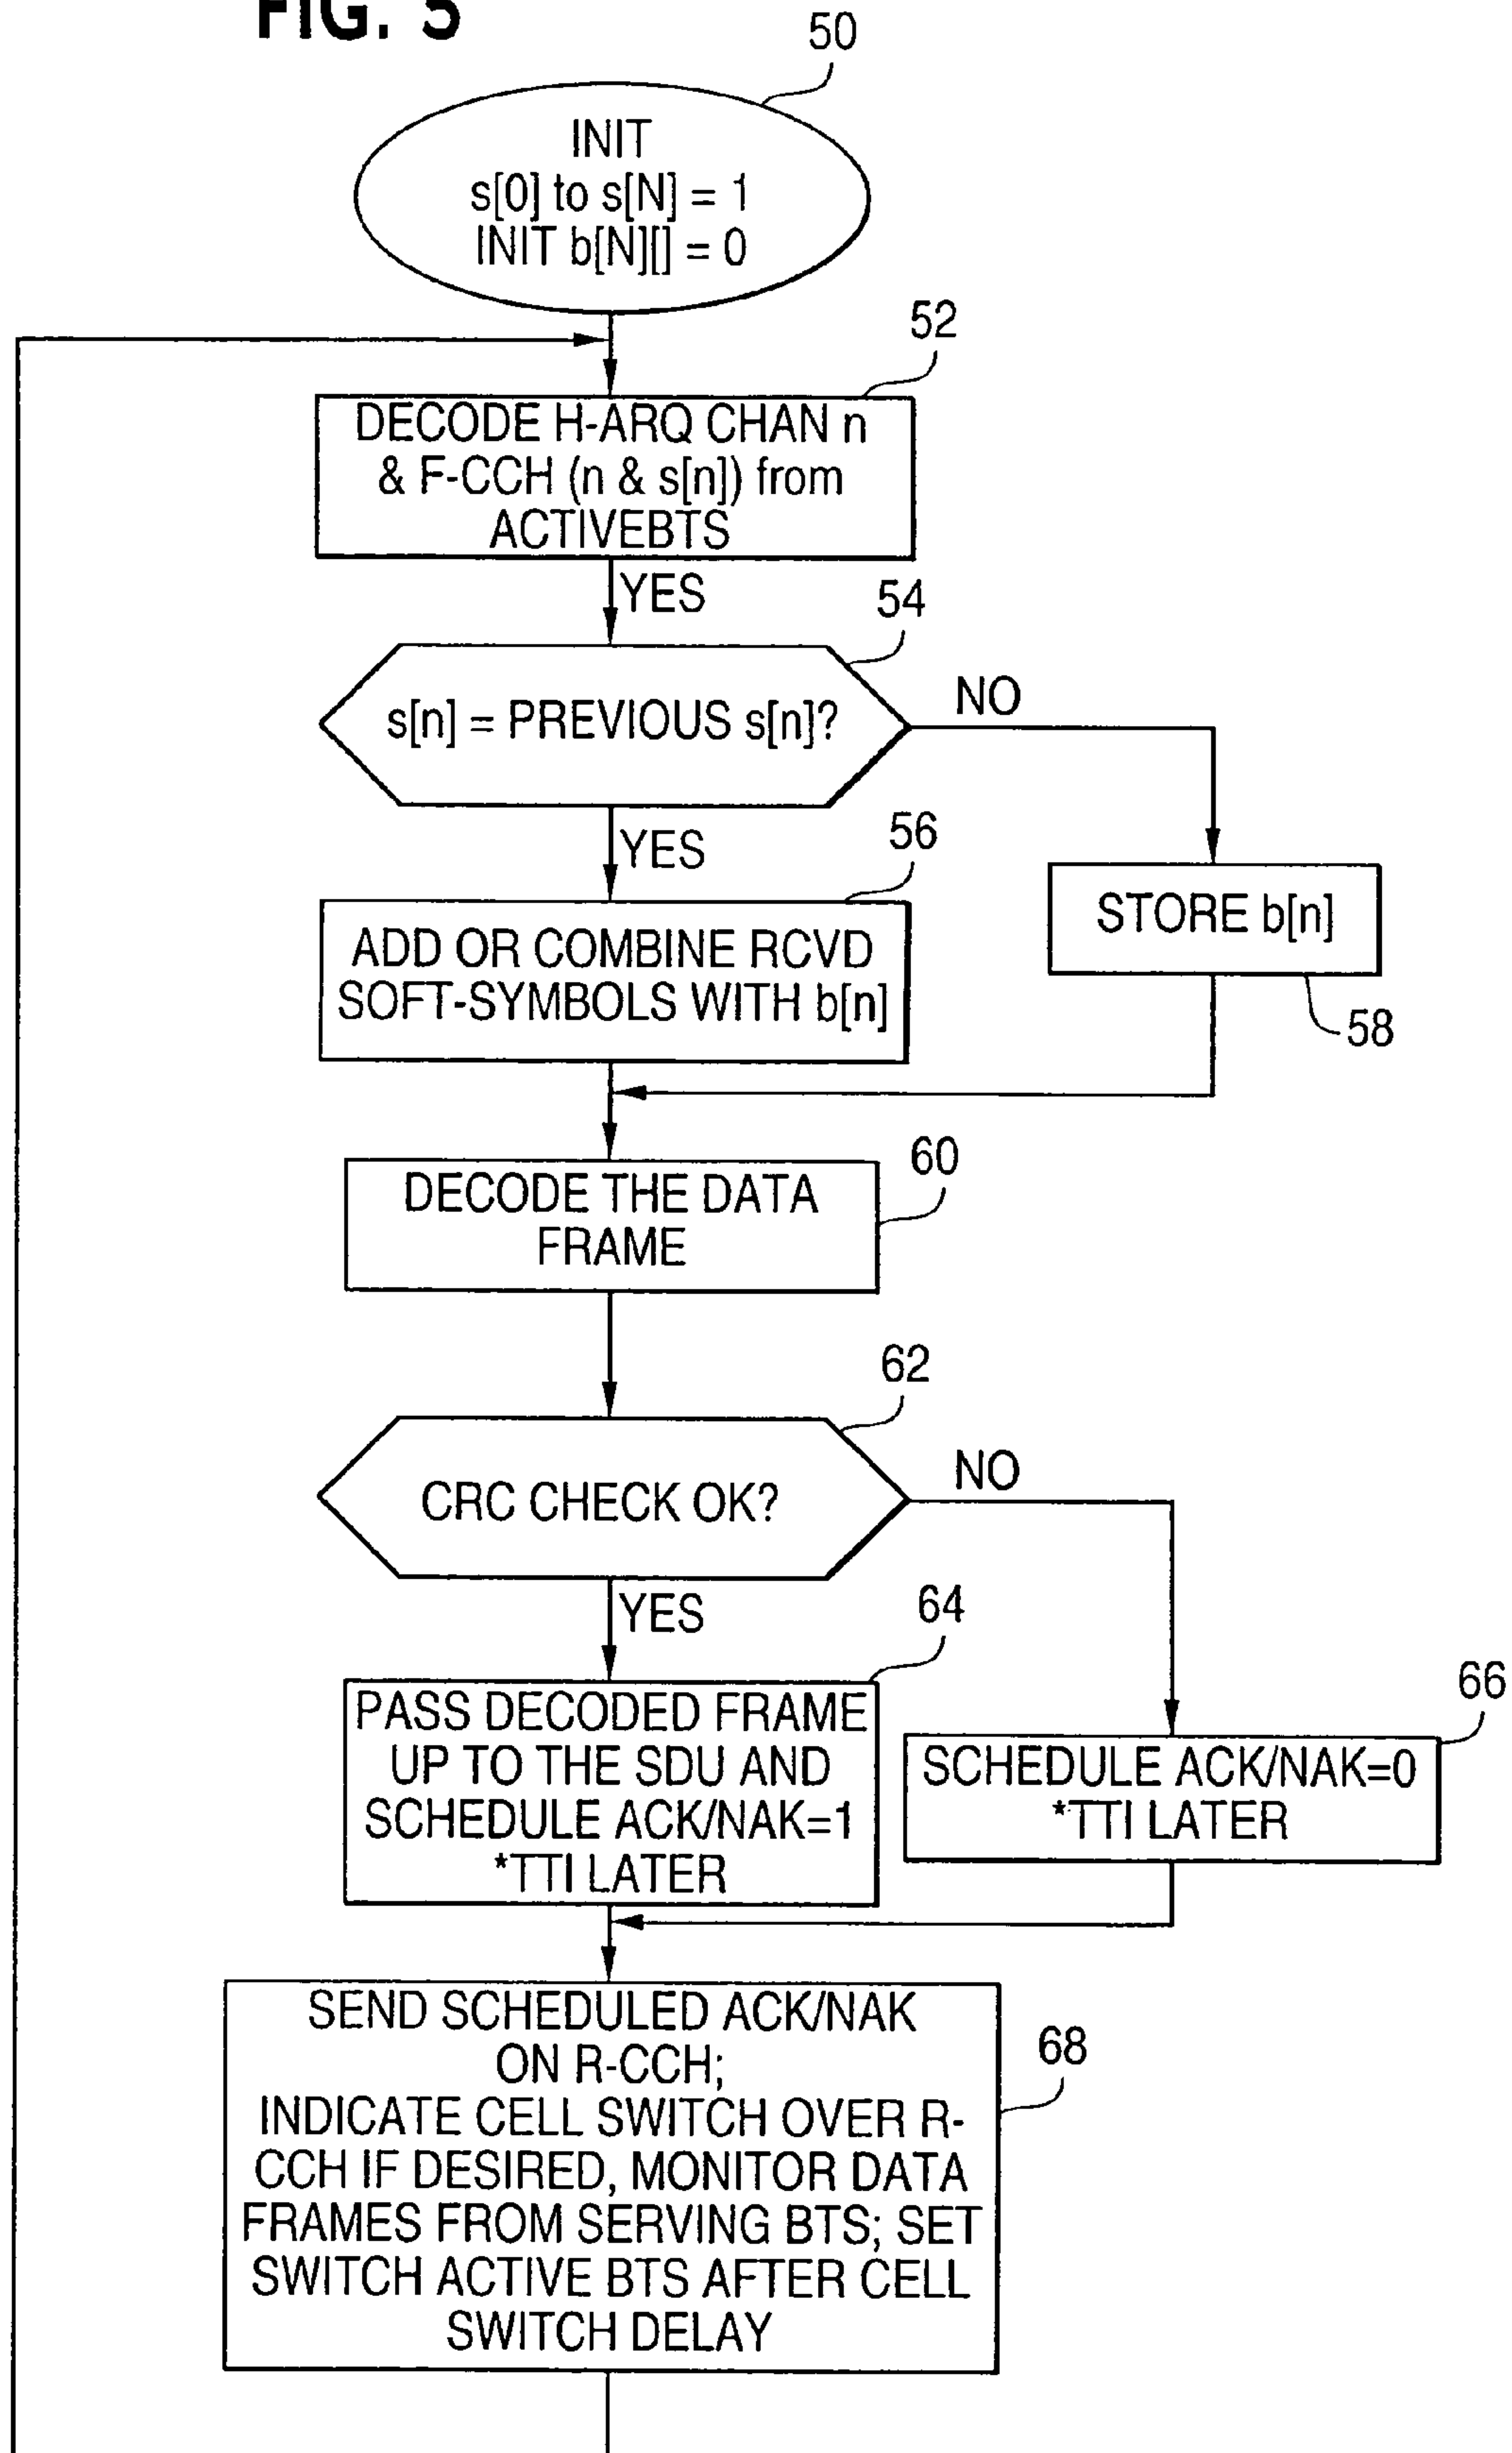 FIG. 5
50
INIT
s[0] to s[N] = 1
INIT b[N][] = 0
52
DECODE H-ARQ CHAN n
& F-CCH (n & s[n]) from
ACTIVEBTS
YES
54
s[n] = PREVIOUS s[n]?
NO
YES
56
ADD OR COMBINE RCVD
SOFT-SYMBOLS WITH b[n]
STORE b[n]
58
60
DECODE THE DATA
FRAME
62
CRC CHECK OK?
NO
YES
64
PASS DECODED FRAME
UP TO THE SDU AND
SCHEDULE ACK/NAK=1
*TTI LATER
66
SCHEDULE ACK/NAK=0
*TTI LATER
68
SEND SCHEDULED ACK/NAK
ON R-CCH;
INDICATE CELL SWITCH OVER R-
CCH IF DESIRED, MONITOR DATA
FRAMES FROM SERVING BTS; SET
SWITCH ACTIVE BTS AFTER CELL
SWITCH DELAY